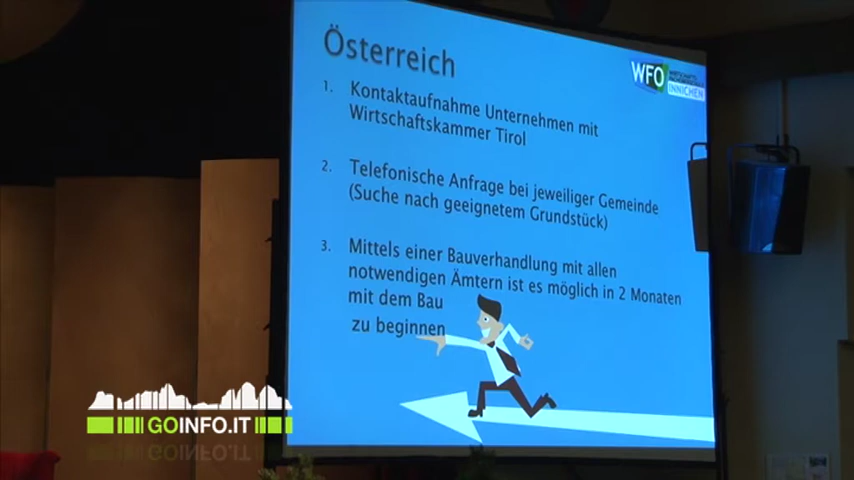 Österreich
WFO
INNICHEN
1. Kontaktaufnahme Unternehmen mit
Wirtschaftskammer Tirol
2. Telefonische Anfrage bei jeweiliger Gemeinde
(Suche nach geeignetem Grundstück)
3. Mittels einer Bauverhandlung mit allen
notwendigen Ämtern ist es möglich in 2 Monaten
mit dem Bau
zu beginnen
GOINFO.IT